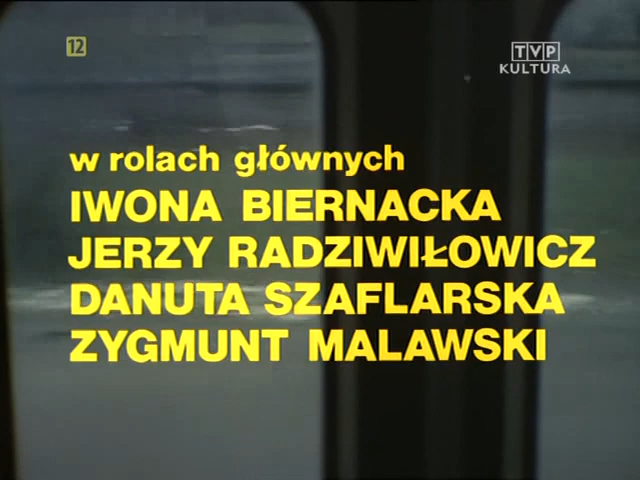 12
TVP
KULTURA
w rolach głównych
IWONA BIERNACKA
JERZY RADZIWIŁOWICZ
DANUTA SZAFLARSKA
ZYGMUNT MALAWSKI